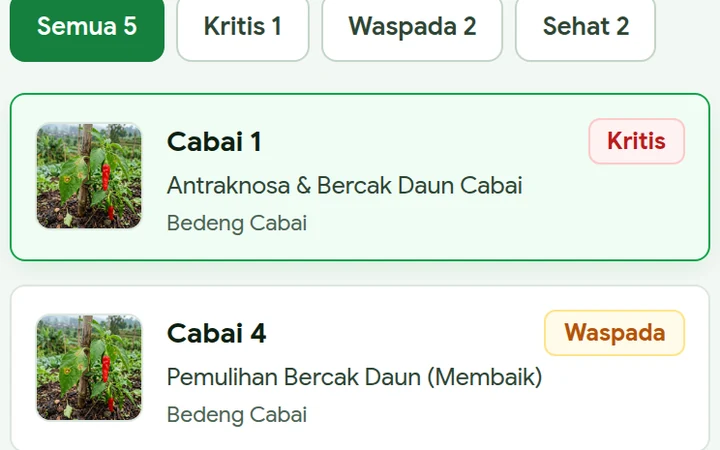 Semua 5 Kritis 1 Waspada 2 Sehat 2
Cabai 1 Kritis
Antraknosa & Bercak Daun Cabai
Bedeng Cabai
Cabai 4 Waspada
Pemulihan Bercak Daun (Membaik)
Bedeng Cabai